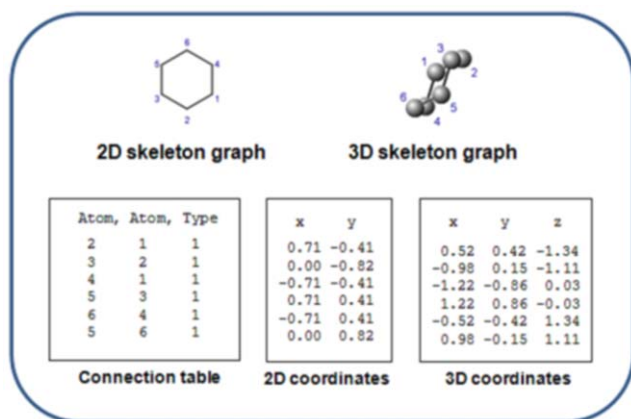 6
5 4
3 1
2
3
1 2
6 5
4
2D skeleton graph 3D skeleton graph
Atom, Atom, Type
2 1 1
3 2 1
4 1 1
5 3 1
6 4 1
5 6 1
Connection table
x y
0.71 -0.41
0.00 -0.82
-0.71 -0.41
0.71 0.41
-0.71 0.41
0.00 0.82
2D coordinates
x y z
0.52 0.42 -1.34
-0.98 0.15 -1.11
-1.22 -0.86 0.03
1.22 0.86 -0.03
-0.52 -0.42 1.34
0.98 -0.15 1.11
3D coordinates